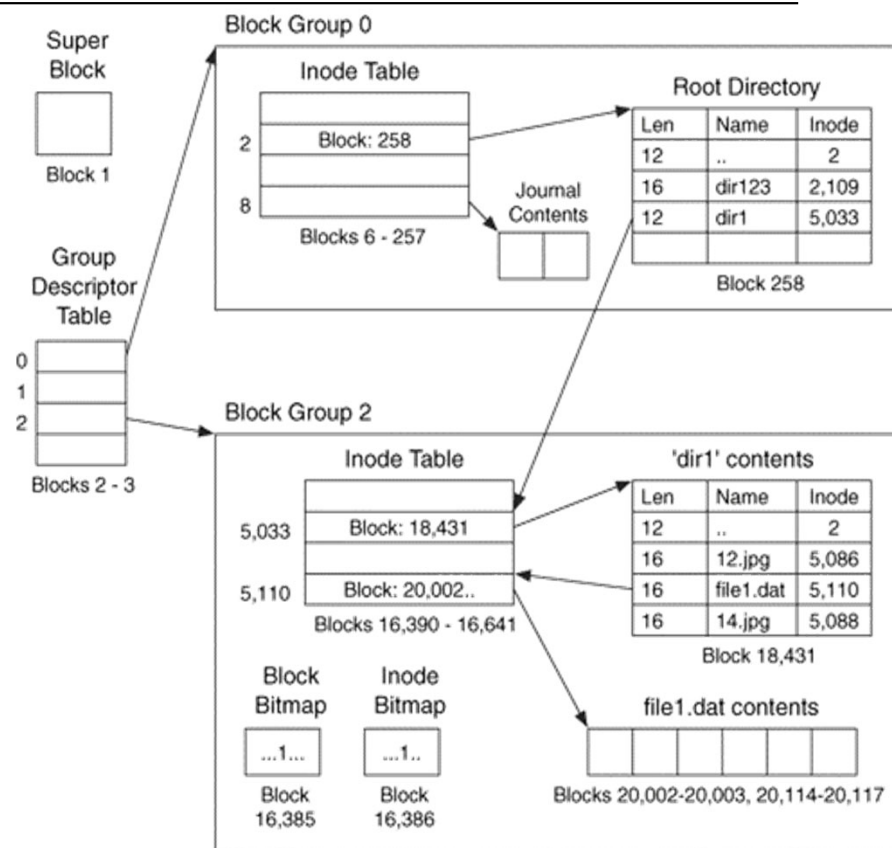 Block Group 0
Super
Block
Block 1
Inode Table
2 Block: 258
8
Blocks 6 - 257
Journal
Contents
Root Directory
Len Name Inode
12 .. 2
16 dir123 2,109
12 dir1 5,033
Block 258
Group
Descriptor
Table
0
1
2
Blocks 2 - 3
Block Group 2
Inode Table
5,033 Block: 18,431
5,110 Block: 20,002..
Blocks 16,390 - 16,641
'dir1' contents
Len Name Inode
12 .. 2
16 12.jpg 5,086
16 file1.dat 5,110
16 14.jpg 5,088
Block 18,431
Block
Bitmap
...1...
Block
16,385
Inode
Bitmap
...1..
Block
16,386
file1.dat contents
Blocks 20,002-20,003, 20,114-20,117